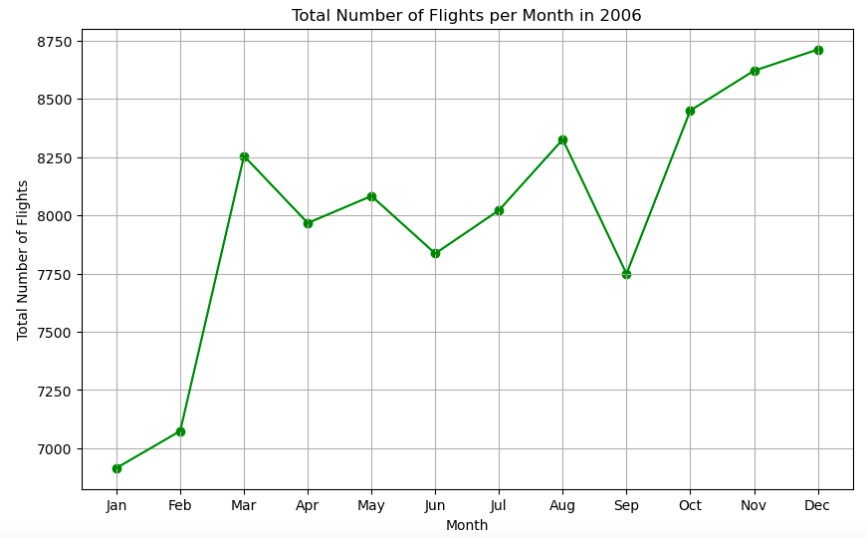 Total Number of Flights per Month in 2006
Total Number of Flights
8750
8500
8250
8000
7750
7500
7250
7000
Jan Feb Mar Apr May Jun Jul Aug Sep Oct Nov Dec
Month